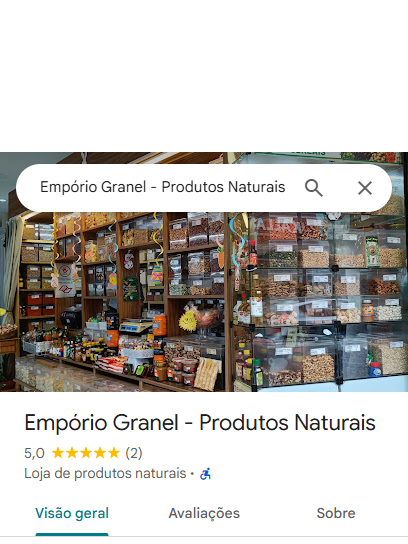 Empório Granel - Produtos Naturais
Empório Granel - Produtos Naturais
5,0 (2)
Loja de produtos naturais ·
Visão geral
Avaliações
Sobre